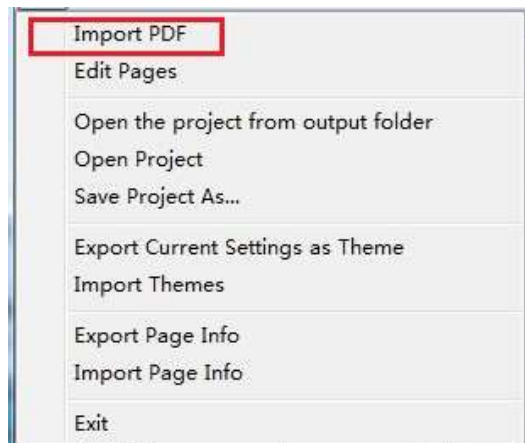 Import PDF
Edit Pages
Open the project from output folder
Open Project
Save Project As...
Export Current Settings as Theme
Import Themes
Export Page Info
Import Page Info
Exit